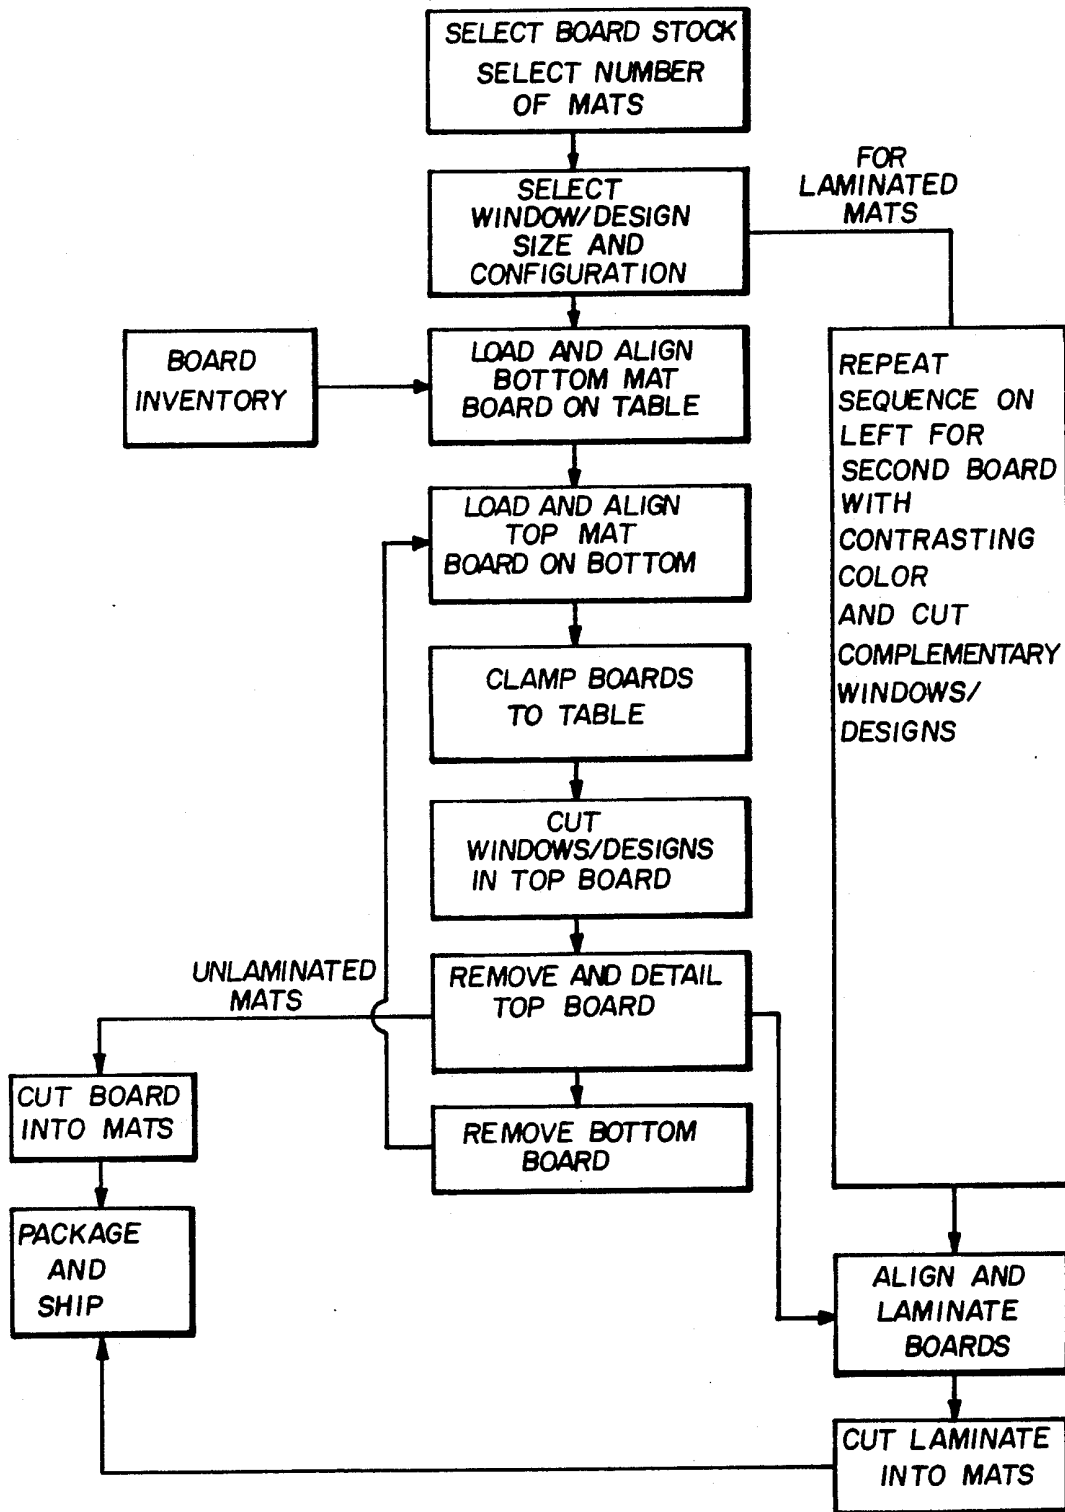 SELECT BOARD STOCK
SELECT NUMBER
OF MATS
FOR
LAMINATED
MATS
SELECT
WINDOW/DESIGN
SIZE AND
CONFIGURATION
BOARD
INVENTORY
LOAD AND ALIGN
BOTTOM MAT
BOARD ON TABLE
REPEAT
SEQUENCE ON
LEFT FOR
SECOND BOARD
WITH
CONTRASTING
COLOR
AND CUT
COMPLEMENTARY
WINDOWS/
DESIGNS
LOAD AND ALIGN
TOP MAT
BOARD ON BOTTOM
CLAMP BOARDS
TO TABLE
CUT
WINDOWS/DESIGNS
IN TOP BOARD
UNLAMINATED
MATS
REMOVE AND DETAIL
TOP BOARD
CUT BOARD
INTO MATS
REMOVE BOTTOM
BOARD
PACKAGE
AND
SHIP
ALIGN AND
LAMINATE
BOARDS
CUT LAMINATE
INTO MATS